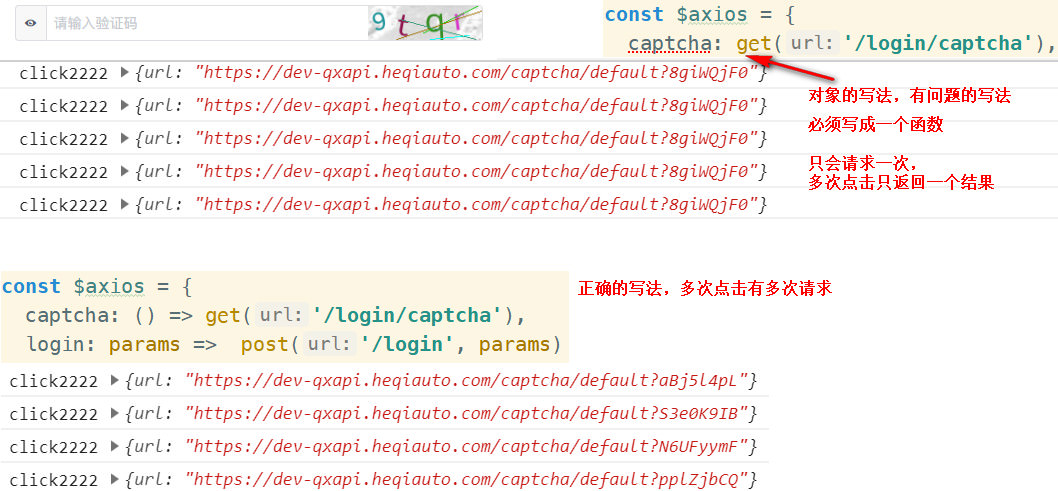 请输入验证码
9 t q r
const $axios = {
captcha: get( url: '/login/captcha'),
click2222 ▶{url: "https://dev-qxapi.heqiauto.com/captcha/default?8giWQjF0"}
click2222 ▶{url: "https://dev-qxapi.heqiauto.com/captcha/default?8giWQjF0"}
click2222 ▶{url: "https://dev-qxapi.heqiauto.com/captcha/default?8giWQjF0"}
click2222 ▶{url: "https://dev-qxapi.heqiauto.com/captcha/default?8giWQjF0"}
click2222 ▶{url: "https://dev-qxapi.heqiauto.com/captcha/default?8giWQjF0"}
对象的写法，有问题的写法
必须写成一个函数
只会请求一次，
多次点击只返回一个结果
const $axios = {
captcha: () => get( url: '/login/captcha'),
login: params => post( url: '/login', params)
正确的写法，多次点击有多次请求
click2222 ▶{url: "https://dev-qxapi.heqiauto.com/captcha/default?aBj5l4pL"}
click2222 ▶{url: "https://dev-qxapi.heqiauto.com/captcha/default?S3e0K9IB"}
click2222 ▶{url: "https://dev-qxapi.heqiauto.com/captcha/default?N6UFyymF"}
click2222 ▶{url: "https://dev-qxapi.heqiauto.com/captcha/default?pplZjbCQ"}